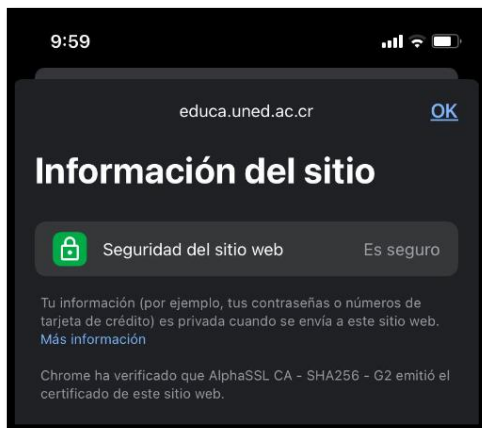 9:59
educa.uned.ac.cr
OK
Información del sitio
Seguridad del sitio web
Es seguro
Tu información (por ejemplo, tus contraseñas o números de
tarjeta de crédito) es privada cuando se envía a este sitio web.
Más información
Chrome ha verificado que AlphaSSL CA - SHA256 - G2 emitió el
certificado de este sitio web.